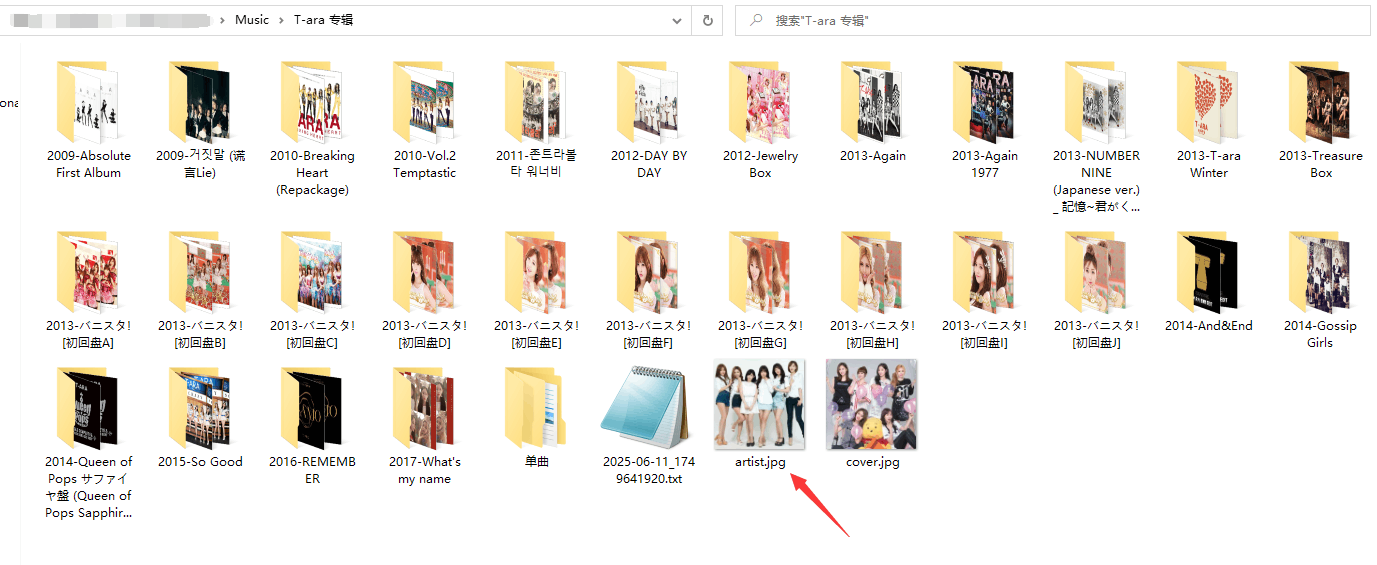 Music > T-ara 专辑
搜索"T-ara 专辑"
ona
2009-Absolute
First Album
2009-거짓말 (谎
言Lie)
2010-Breaking
Heart
(Repackage)
2010-Vol.2
Temptastic
2011-존트라볼
타 워너비
2012-DAY BY
DAY
2012-Jewelry
Box
2013-Again
2013-Again
1977
2013-NUMBER
NINE
(Japanese ver.)
_ 記憶~君がく...
2013-T-ara
Winter
2013-Treasure
Box
2013-バニスタ!
[初回盘A]
2013-バニスタ!
[初回盘B]
2013-バニスタ!
[初回盘C]
2013-バニスタ!
[初回盘D]
2013-バニスタ!
[初回盘E]
2013-バニスタ!
[初回盘F]
2013-バニスタ!
[初回盘G]
2013-バニスタ!
[初回盘H]
2013-バニスタ!
[初回盘I]
2013-バニスタ!
[初回盘J]
2014-And&End
2014-Gossip
Girls
2014-Queen of
Pops サファイ
ヤ盤 (Queen of
Pops Sapphir...
2015-So Good
2016-REMEMB
ER
2017-What's
my name
单曲
2025-06-11_174
9641920.txt
artist.jpg
cover.jpg